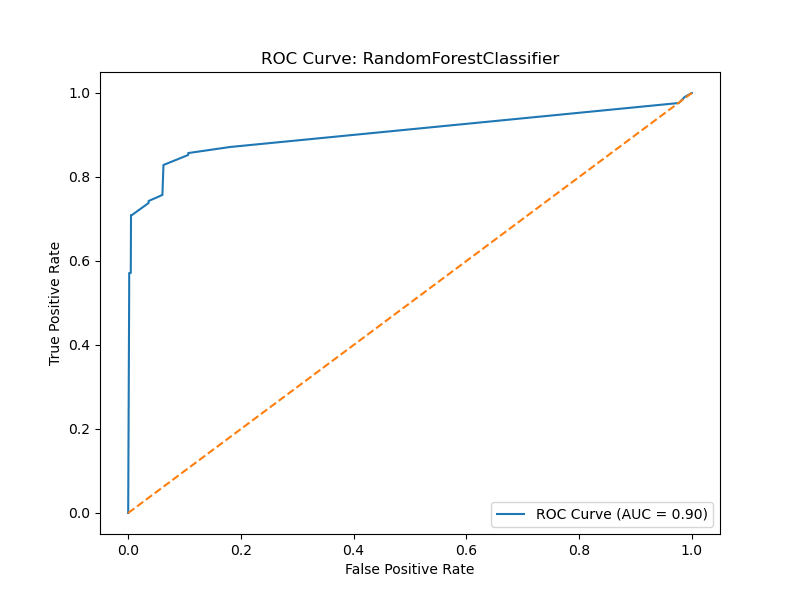 ROC Curve: RandomForestClassifier
True Positive Rate
1.0
0.8
0.6
0.4
0.2
0.0
ROC Curve (AUC = 0.90)
0.0 0.2 0.4 0.6 0.8 1.0
False Positive Rate